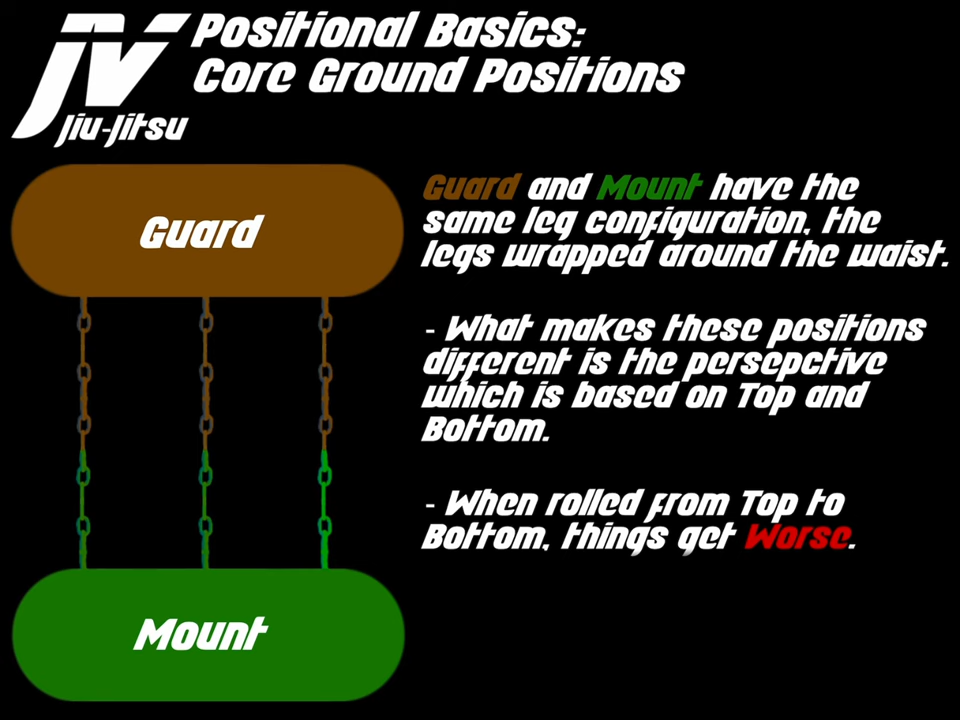 JV
Jiu-Jitsu
Positional Basics:
Core Ground Positions
Guard
Mount
Guard and Mount have the
same leg configuration, the
legs wrapped around the waist.
- What makes these positions
different is the persepctive
which is based on Top and
Bottom.
- When rolled from Top to
Bottom, things get Worse.